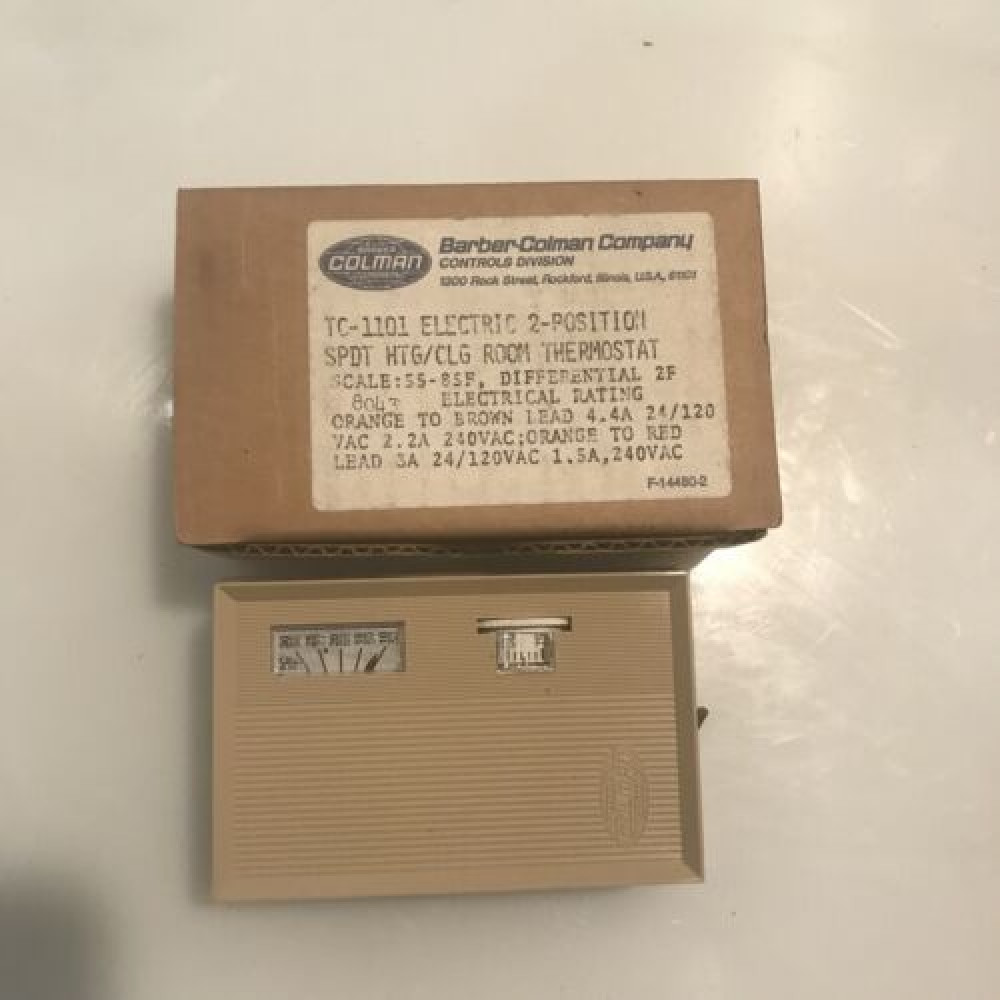 COLMAN
Barber-Colman Company
CONTROLS DIVISION
1300 Rock Street, Rockford, Illinois, U.S.A., 61101
TC-1101 ELECTRIC 2-POSITION
SPDT HTG/CLG ROOM THERMOSTAT
SCALE:55-85F, DIFFERENTIAL 2F
8043 ELECTRICAL RATING
ORANGE TO BROWN LEAD 4.4A 24/120
VAC 2.2A 240VAC;ORANGE TO RED
LEAD 3A 24/120VAC 1.5A,240VAC
F-14480-2